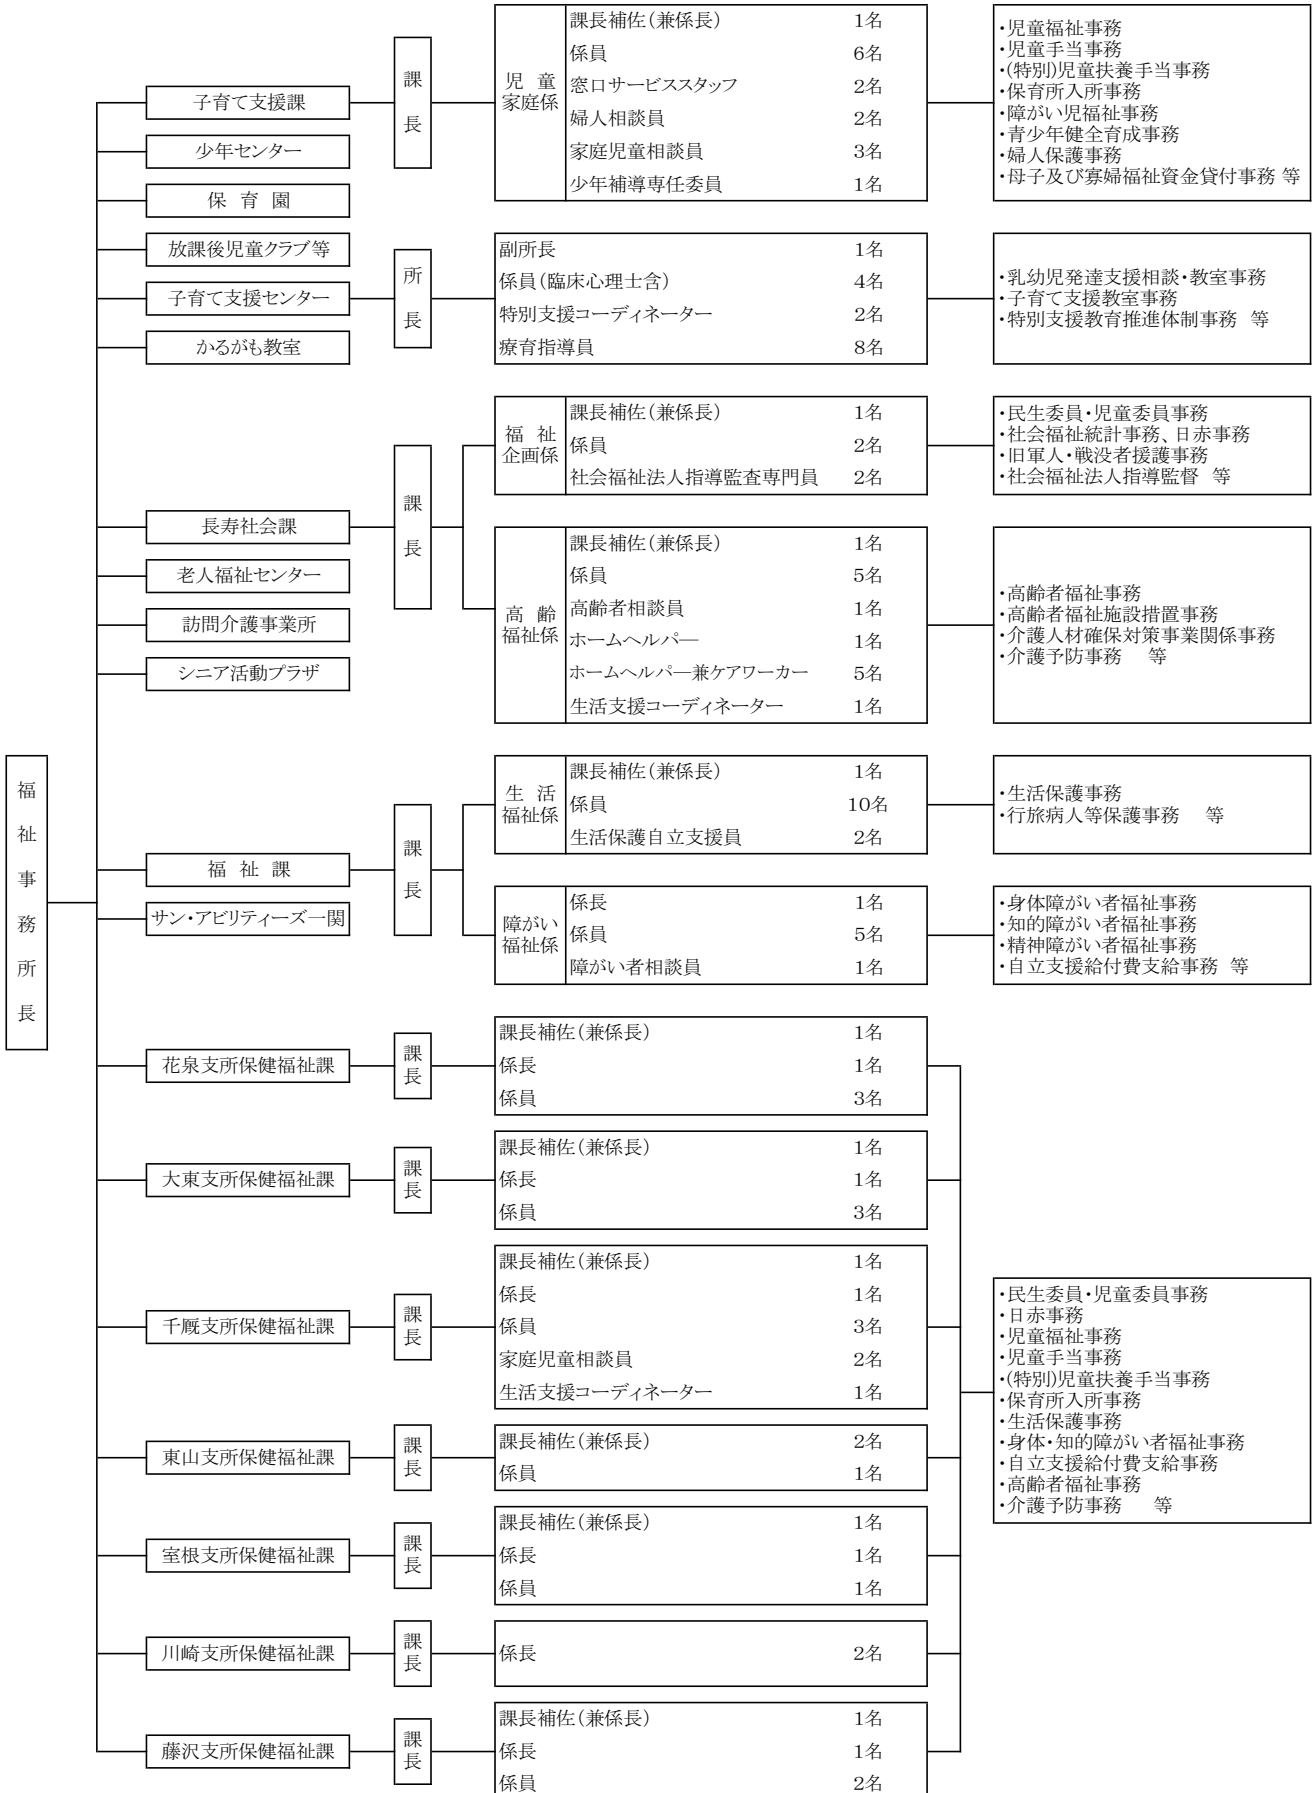 福祉事務所長
子育て支援課
少年センター
保 育 園
放課後児童クラブ等
子育て支援センター
かるがも教室
課長
児 童
家庭係
課長補佐(兼係長) 1名
係員 6名
窓口サービススタッフ 2名
婦人相談員 2名
家庭児童相談員 3名
少年補導専任委員 1名
・児童福祉事務
・児童手当事務
・(特別)児童扶養手当事務
・保育所入所事務
・障がい児福祉事務
・青少年健全育成事務
・婦人保護事務
・母子及び寡婦福祉資金貸付事務 等
所長
副所長 1名
係員(臨床心理士含) 4名
特別支援コーディネーター 2名
療育指導員 8名
・乳幼児発達支援相談・教室事務
・子育て支援教室事務
・特別支援教育推進体制事務 等
長寿社会課
老人福祉センター
訪問介護事業所
シニア活動プラザ
課長
福 祉
企画係
課長補佐(兼係長) 1名
係員 2名
社会福祉法人指導監査専門員 2名
・民生委員・児童委員事務
・社会福祉統計事務、日赤事務
・旧軍人・戦没者援護事務
・社会福祉法人指導監督 等
高 齢
福祉係
課長補佐(兼係長) 1名
係員 5名
高齢者相談員 1名
ホームヘルパ― 1名
ホームヘルパ―兼ケアワーカー 5名
生活支援コーディネーター 1名
・高齢者福祉事務
・高齢者福祉施設措置事務
・介護人材確保対策事業関係事務
・介護予防事務 等
福 祉 課
サン・アビリティーズ一関
課長
生 活
福祉係
課長補佐(兼係長) 1名
係員 10名
生活保護自立支援員 2名
・生活保護事務
・行旅病人等保護事務 等
障がい
福祉係
係長 1名
係員 5名
障がい者相談員 1名
・身体障がい者福祉事務
・知的障がい者福祉事務
・精神障がい者福祉事務
・自立支援給付費支給事務 等
花泉支所保健福祉課
課長
課長補佐(兼係長) 1名
係長 1名
係員 3名
大東支所保健福祉課
課長
課長補佐(兼係長) 1名
係長 1名
係員 3名
千厩支所保健福祉課
課長
課長補佐(兼係長) 1名
係長 1名
係員 3名
家庭児童相談員 2名
生活支援コーディネーター 1名
東山支所保健福祉課
課長
課長補佐(兼係長) 2名
係員 1名
室根支所保健福祉課
課長
課長補佐(兼係長) 1名
係長 1名
係員 1名
川崎支所保健福祉課
課長
係長 2名
藤沢支所保健福祉課
課長
課長補佐(兼係長) 1名
係長 1名
係員 2名
・民生委員・児童委員事務
・日赤事務
・児童福祉事務
・児童手当事務
・(特別)児童扶養手当事務
・保育所入所事務
・生活保護事務
・身体・知的障がい者福祉事務
・自立支援給付費支給事務
・高齢者福祉事務
・介護予防事務 等